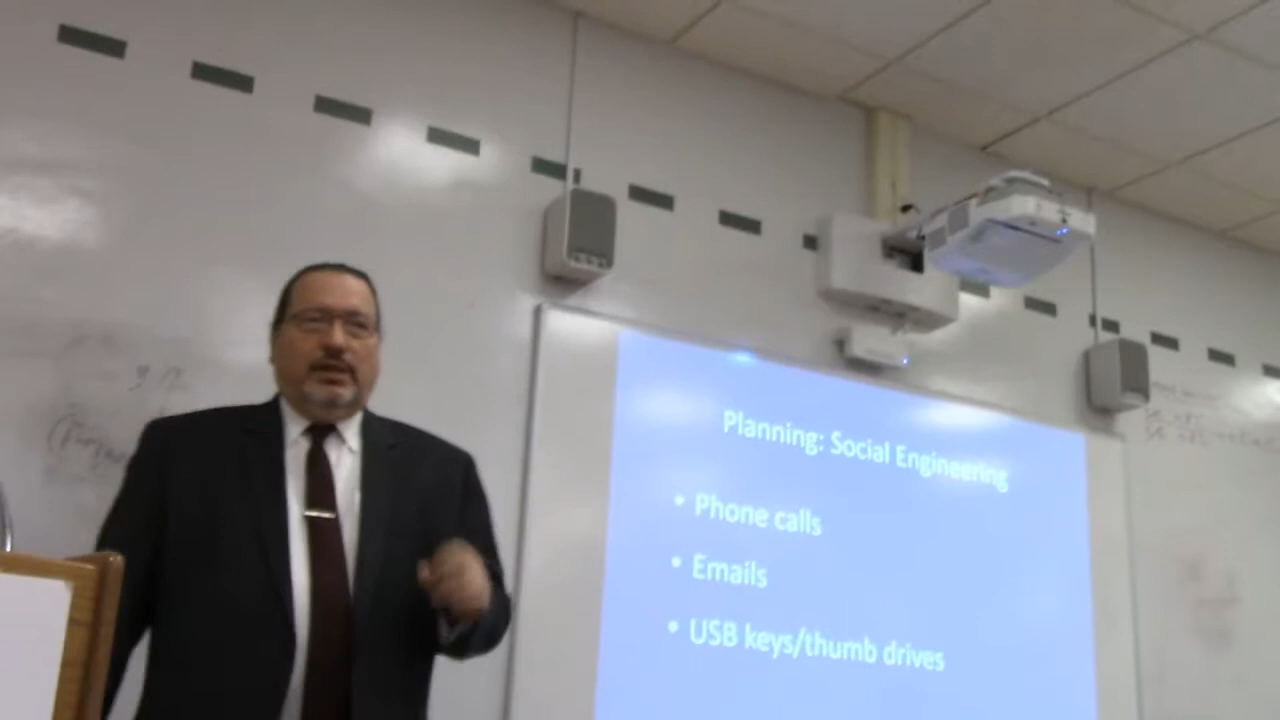 Planning: Social Engineering
• Phone calls
• Emails
• USB keys/thumb drives